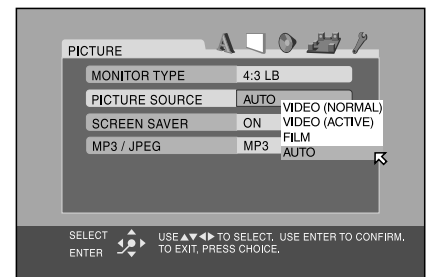 PICTURE
MONITOR TYPE 4:3 LB
PICTURE SOURCE AUTO
VIDEO (NORMAL)
VIDEO (ACTIVE)
FILM
AUTO
SCREEN SAVER ON
MP3 / JPEG MP3
SELECT
ENTER
USE ▲▼◀▶ TO SELECT. USE ENTER TO CONFIRM.
TO EXIT, PRESS CHOICE.